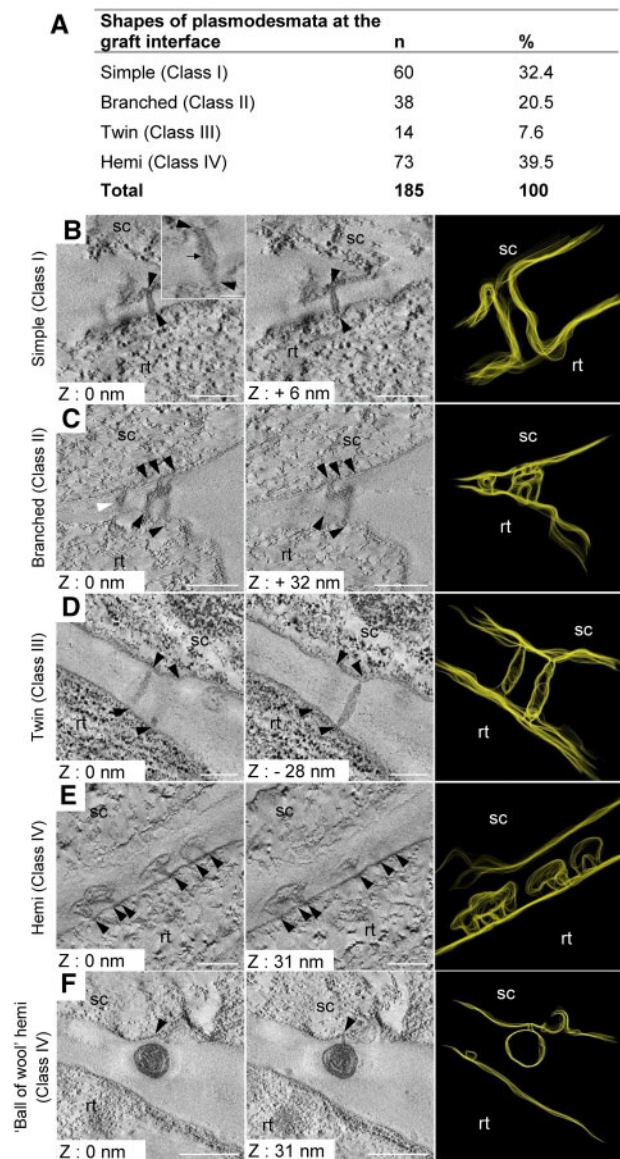 A
Shapes of plasmodesmata at the graft interface n %
Simple (Class I) 60 32.4
Branched (Class II) 38 20.5
Twin (Class III) 14 7.6
Hemi (Class IV) 73 39.5
Total 185 100
B
Simple (Class I)
sc
rt
Z : 0 nm
sc
rt
Z : + 6 nm
sc
rt
C
Branched (Class II)
sc
rt
Z : 0 nm
sc
rt
Z : + 32 nm
sc
rt
D
Twin (Class III)
sc
rt
Z : 0 nm
sc
rt
Z : - 28 nm
sc
rt
E
Hemi (Class IV)
sc
rt
Z : 0 nm
sc
rt
Z : 31 nm
sc
rt
F
'Ball of wool' hemi
(Class IV)
sc
rt
Z : 0 nm
sc
rt
Z : 31 nm
sc
rt